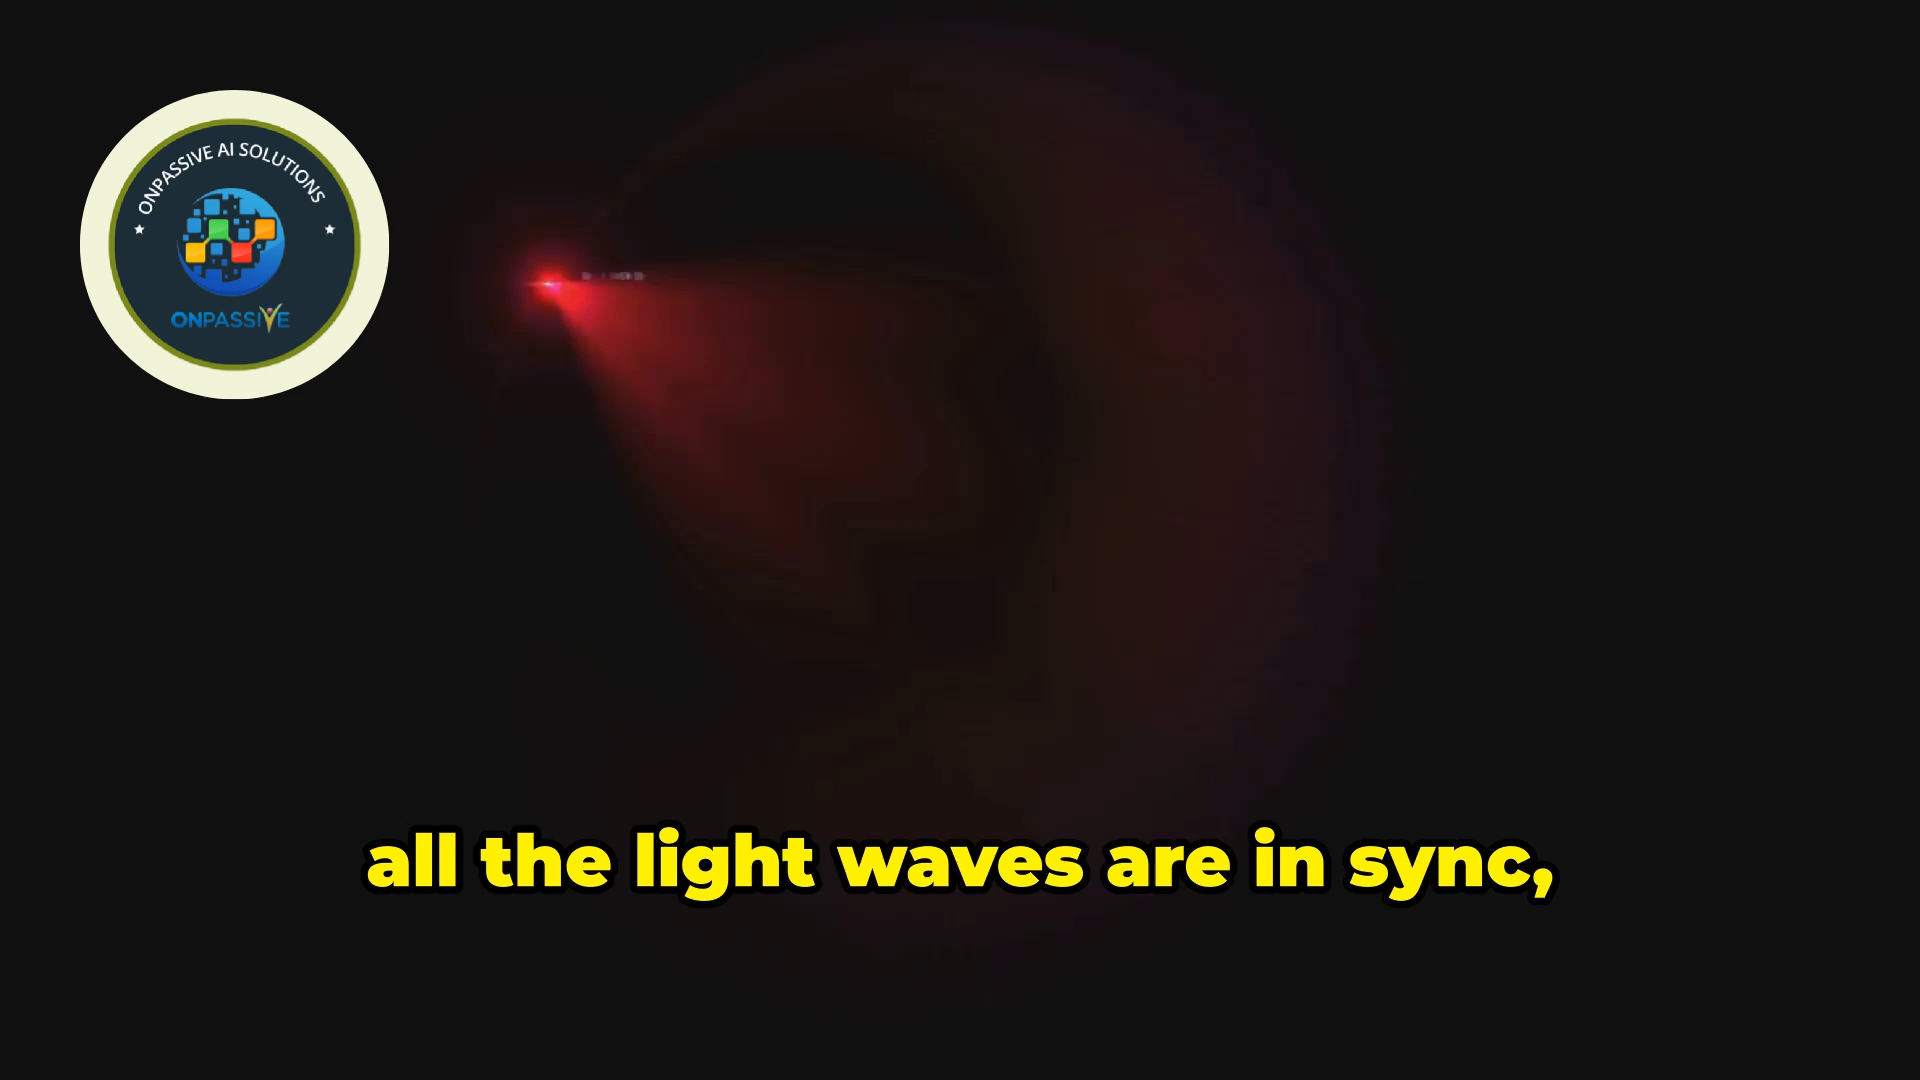 ONPASSIVE AI SOLUTIONS
ONPASSIVE
all the light waves are in sync,